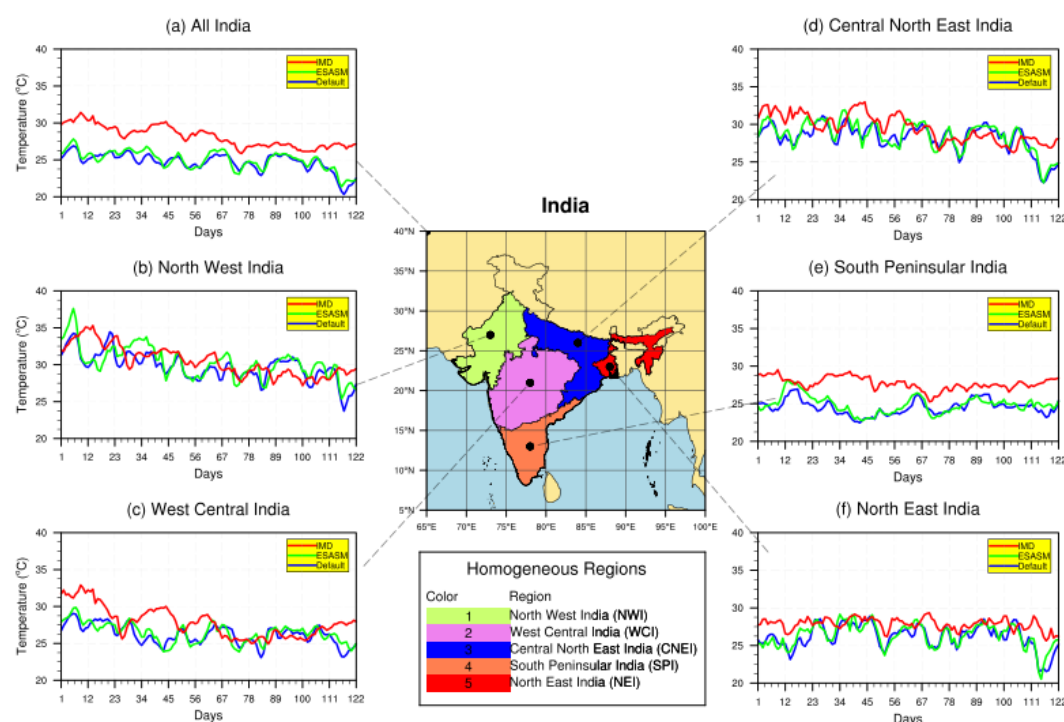 (a) All India
Temperature (°C)
40
35
30
25
20
IMD
ESASM
Default
1 12 23 34 45 56 67 78 89 100 111 122
Days
(b) North West India
Temperature (°C)
40
35
30
25
20
IMD
ESASM
Default
1 12 23 34 45 56 67 78 89 100 111 122
Days
(c) West Central India
Temperature (°C)
40
35
30
25
20
IMD
ESASM
Default
1 12 23 34 45 56 67 78 89 100 111 122
Days
India
40°N
35°N
30°N
25°N
20°N
15°N
10°N
5°N
65°E 70°E 75°E 80°E 85°E 90°E 95°E 100°E
Homogeneous Regions
Color Region
1 North West India (NWI)
2 West Central India (WCI)
3 Central North East India (CNEI)
4 South Peninsular India (SPI)
5 North East India (NEI)
(d) Central North East India
40
35
30
25
20
IMD
ESASM
Default
1 12 23 34 45 56 67 78 89 100 111 122
Days
(e) South Peninsular India
40
35
30
25
20
IMD
ESASM
Default
1 12 23 34 45 56 67 78 89 100 111 122
Days
(f) North East India
40
35
30
25
20
IMD
ESASM
Default
1 12 23 34 45 56 67 78 89 100 111 122
Days